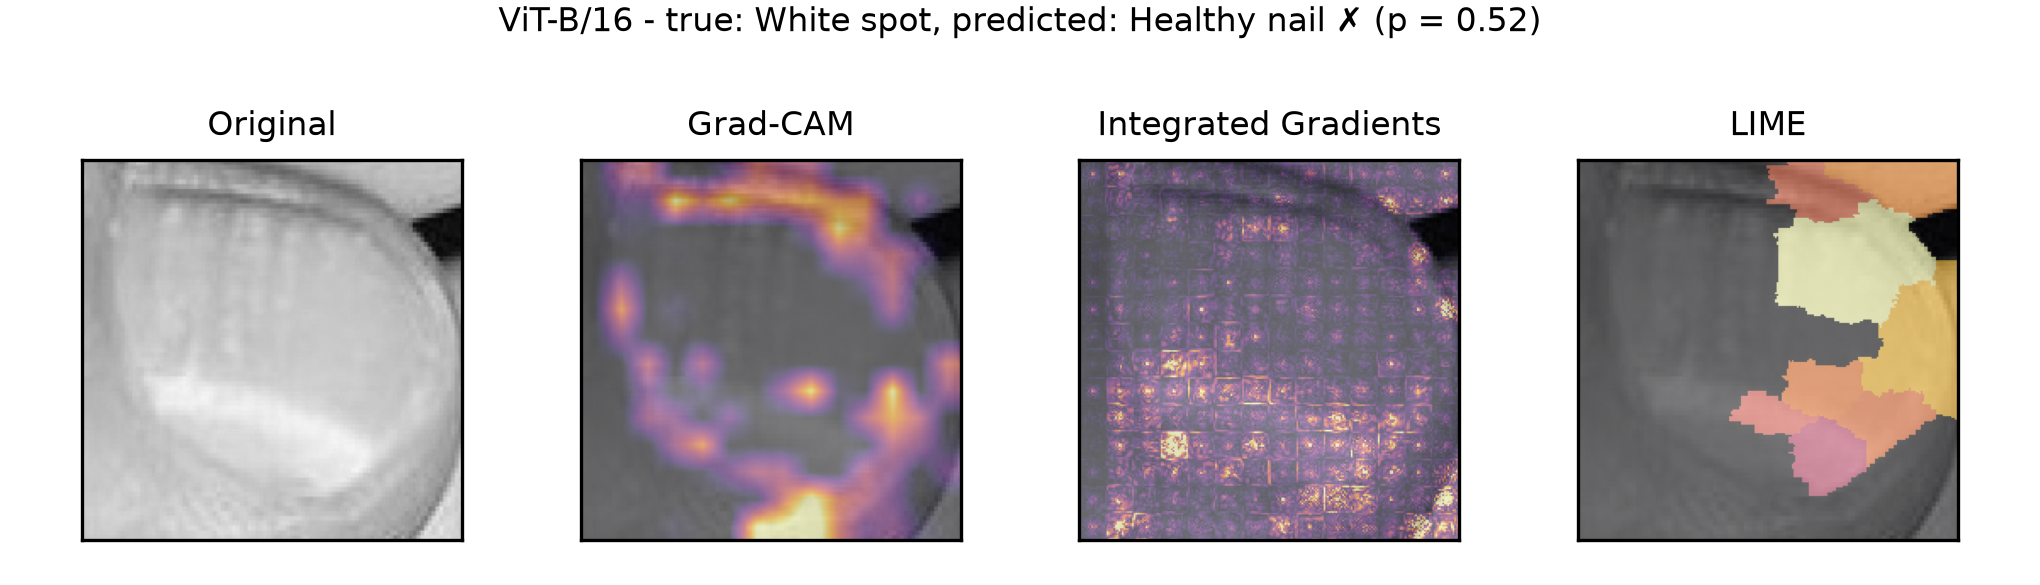 ViT-B/16 - true: White spot, predicted: Healthy nail ✗ (p = 0.52)
Original
Grad-CAM
Integrated Gradients
LIME